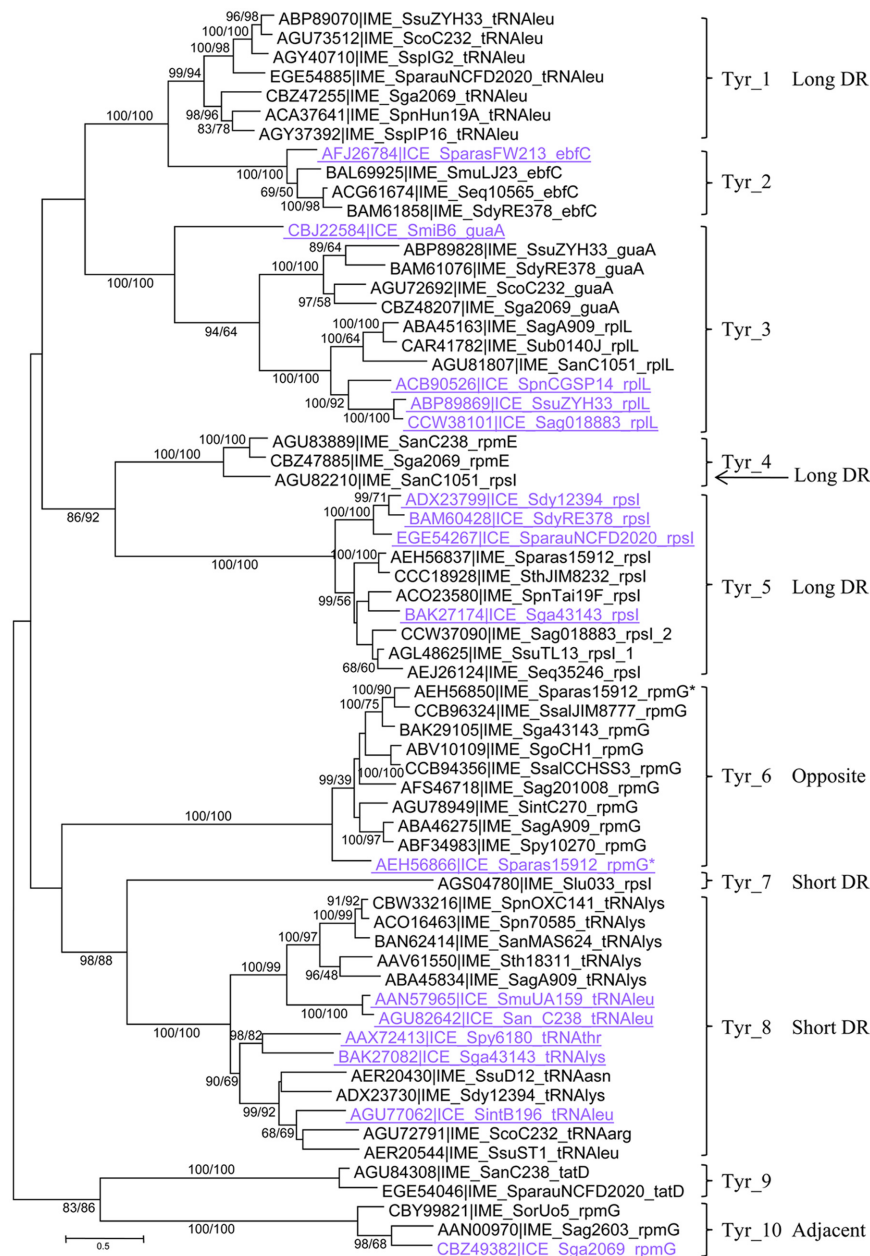 96/98
ABP89070|IME_SsuZYH33_tRNAleu
100/100
AGU73512|IME_ScoC232_tRNAleu
100/98
AGY40710|IME_SspIG2_tRNAleu
99/94
EGE54885|IME_SparauNCFD2020_tRNAleu
Tyr_1 Long DR
CBZ47255|IME_Sga2069_tRNAleu
100/100
98/96
ACA37641|IME_SpnHun19A_tRNAleu
83/78
AGY37392|IME_SspIP16_tRNAleu
AFJ26784|ICE_SparasFW213_ebfC
100/100
BAL69925|IME_SmuLJ23_ebfC
Tyr_2
69/50
ACG61674|IME_Seq10565_ebfC
100/98
BAM61858|IME_SdyRE378_ebfC
CBJ22584|ICE_SmiB6_guaA
89/64
ABP89828|IME_SsuZYH33_guaA
100/100
BAM61076|IME_SdyRE378_guaA
100/100
AGU72692|IME_ScoC232_guaA
97/58
CBZ48207|IME_Sga2069_guaA
94/64
100/100
ABA45163|IME_SagA909_rplL
Tyr_3
100/64
CAR41782|IME_Sub0140J_rplL
AGU81807|IME_SanC1051_rplL
100/100
ACB90526|ICE_SpnCGSP14_rplL
100/92
ABP89869|ICE_SsuZYH33_rplL
100/100
CCW38101|ICE_Sag018883_rplL
100/100
AGU83889|IME_SanC238_rpmE
100/100
CBZ47885|IME_Sga2069_rpmE
Tyr_4
AGU82210|IME_SanC1051_rpsI
Long DR
86/92
99/71
ADX23799|ICE_Sdy12394_rpsI
100/100
BAM60428|ICE_SdyRE378_rpsI
EGE54267|ICE_SparauNCFD2020_rpsI
100/100
100/100
AEH56837|IME_Sparas15912_rpsI
CCC18928|IME_SthJIM8232_rpsI
Tyr_5 Long DR
99/56
ACO23580|IME_SpnTai19F_rpsI
BAK27174|ICE_Sga43143_rpsI
CCW37090|IME_Sag018883_rpsI_2
AGL48625|IME_SsuTL13_rpsI_1
68/60
AEJ26124|IME_Seq35246_rpsI
100/90
AEH56850|IME_Sparas15912_rpmG*
100/75
CCB96324|IME_SsalJIM8777_rpmG
BAK29105|IME_Sga43143_rpmG
ABV10109|IME_SgoCH1_rpmG
100/100
CCB94356|IME_SsalCCHSS3_rpmG
99/39
AFS46718|IME_Sag201008_rpmG
Tyr_6 Opposite
AGU78949|IME_SintC270_rpmG
100/100
ABA46275|IME_SagA909_rpmG
100/97
ABF34983|IME_Spy10270_rpmG
AEH56866|ICE_Sparas15912_rpmG*
AGS04780|IME_Slu033_rpsI
Tyr_7 Short DR
91/92
CBW33216|IME_SpnOXC141_tRNAlys
100/99
ACO16463|IME_Spn70585_tRNAlys
100/97
BAN62414|IME_SanMAS624_tRNAlys
98/88
AAV61550|IME_Sth18311_tRNAlys
96/48
ABA45834|IME_SagA909_tRNAlys
100/99
AAN57965|ICE_SmuUA159_tRNAleu
100/100
AGU82642|ICE_San_C238_tRNAleu
100/100
Tyr_8 Short DR
98/82
AAX72413|ICE_Spy6180_tRNAthr
BAK27082|ICE_Sga43143_tRNAlys
90/69
AER20430|IME_SsuD12_tRNAasn
ADX23730|IME_Sdy12394_tRNAlys
99/92
AGU77062|ICE_SintB196_tRNAleu
68/69
AGU72791|IME_ScoC232_tRNAarg
AER20544|IME_SsuST1_tRNAleu
100/100
AGU84308|IME_SanC238_tatD
Tyr_9
EGE54046|IME_SparauNCFD2020_tatD
83/86
CBY99821|IME_SorUo5_rpmG
100/100
AAN00970|IME_Sag2603_rpmG
Tyr_10 Adjacent
98/68
CBZ49382|ICE_Sga2069_rpmG
0.5